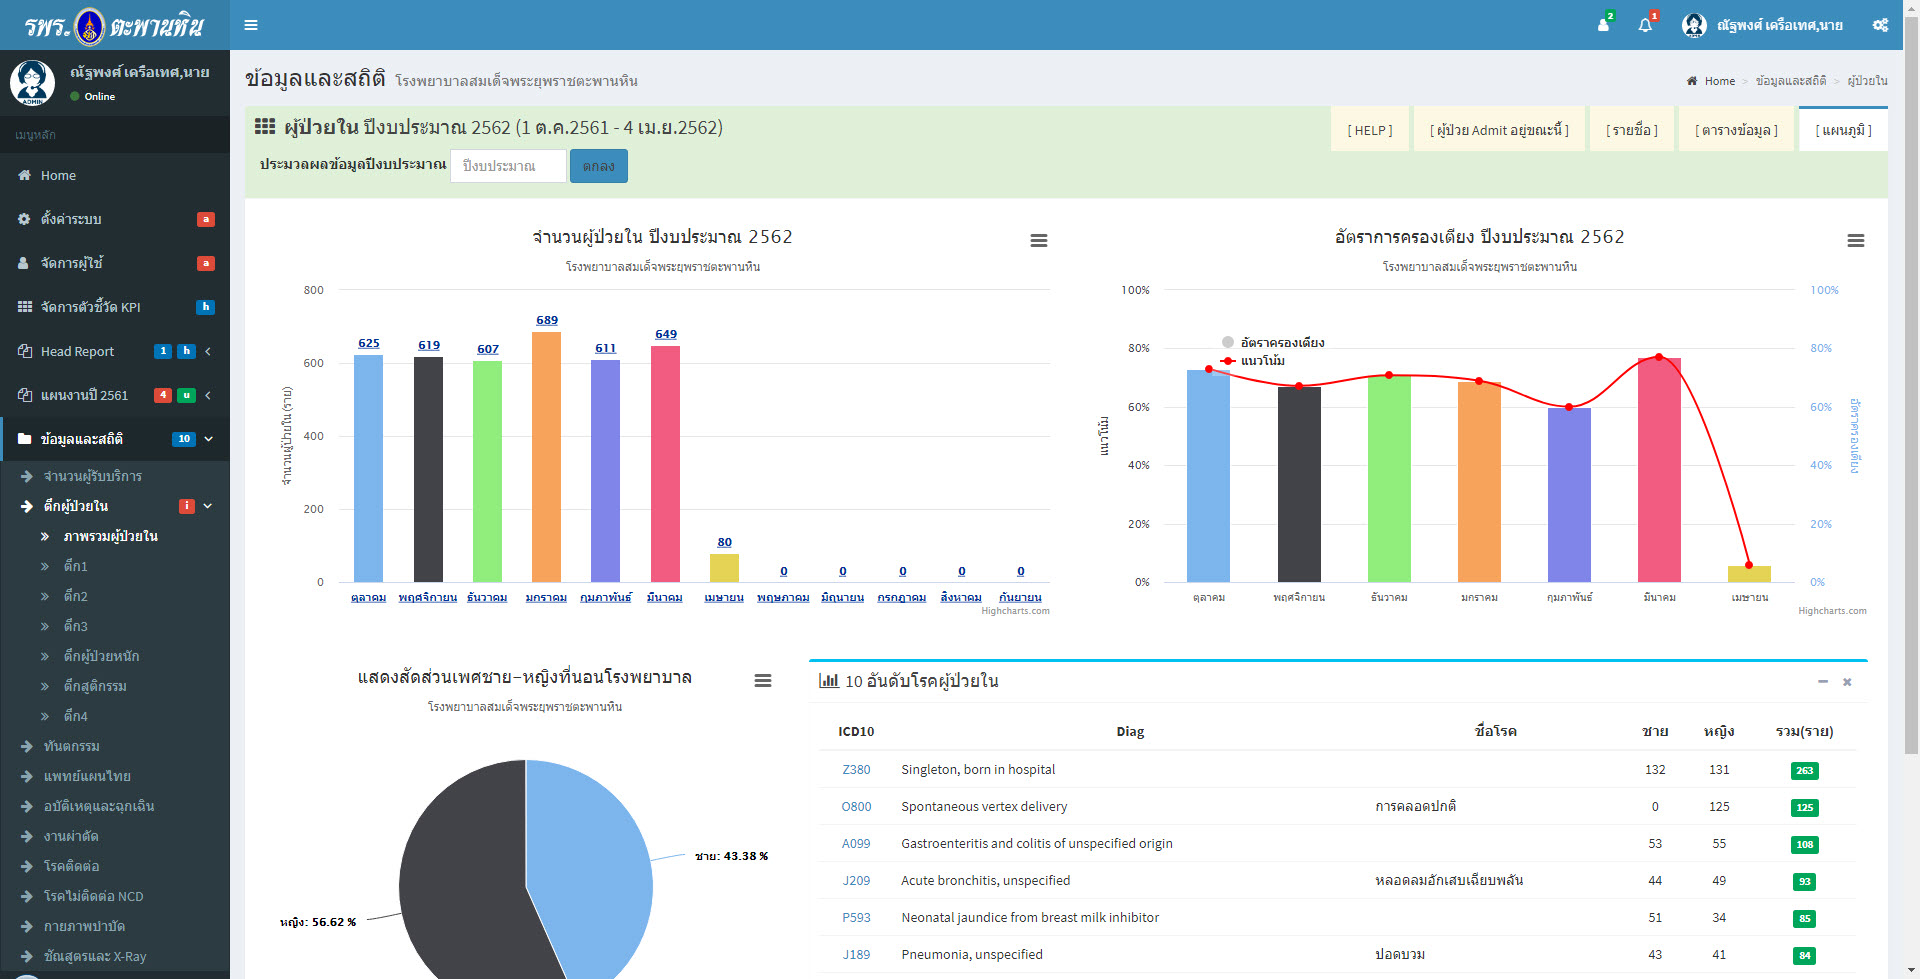 รพร. ตะพานหิน
2
1
ณัฐพงศ์ เครือเทศ,นาย
ณัฐพงศ์ เครือเทศ,นาย
ADMIN
Online
เมนูหลัก
Home
ตั้งค่าระบบ a
จัดการผู้ใช้ a
จัดการตัวชี้วัด KPI h
Head Report 1 h
แผนงานปี 2561 4 u
ข้อมูลและสถิติ 10
จำนวนผู้รับบริการ
ตึกผู้ป่วยใน i
ภาพรวมผู้ป่วยใน
ตึก1
ตึก2
ตึก3
ตึกผู้ป่วยหนัก
ตึกสูติกรรม
ตึก4
ทันตกรรม
แพทย์แผนไทย
อุบัติเหตุและฉุกเฉิน
งานผ่าตัด
โรคติดต่อ
โรคไม่ติดต่อ NCD
กายภาพบำบัด
ชันสูตรและ X-Ray
ข้อมูลและสถิติ โรงพยาบาลสมเด็จพระยุพราชตะพานหิน
Home > ข้อมูลและสถิติ > ผู้ป่วยใน
ผู้ป่วยใน ปีงบประมาณ 2562 (1 ต.ค.2561 - 4 เม.ย.2562)
[ HELP ] [ ผู้ป่วย Admit อยู่ขณะนี้ ] [ รายชื่อ ] [ ตารางข้อมูล ] [ แผนภูมิ ]
ประมวลผลข้อมูลปีงบประมาณ ปีงบประมาณ ตกลง
จำนวนผู้ป่วยใน ปีงบประมาณ 2562
โรงพยาบาลสมเด็จพระยุพราชตะพานหิน
จำนวนผู้ป่วยใน (ราย)
800
600
400
200
0
625 619 607 689 611 649 80 0 0 0 0 0
ตุลาคม พฤศจิกายน ธันวาคม มกราคม กุมภาพันธ์ มีนาคม เมษายน พฤษภาคม มิถุนายน กรกฎาคม สิงหาคม กันยายน
Highcharts.com
อัตราการครองเตียง ปีงบประมาณ 2562
โรงพยาบาลสมเด็จพระยุพราชตะพานหิน
อัตราครองเตียง
แนวโน้ม
แนวโน้ม
100% 100%
80% 80%
60% 60%
40% 40%
20% 20%
0% 0%
อัตราครองเตียง
ตุลาคม พฤศจิกายน ธันวาคม มกราคม กุมภาพันธ์ มีนาคม เมษายน
Highcharts.com
แสดงสัดส่วนเพศชาย-หญิงที่นอนโรงพยาบาล
โรงพยาบาลสมเด็จพระยุพราชตะพานหิน
ชาย: 43.38 %
หญิง: 56.62 %
10 อันดับโรคผู้ป่วยใน
ICD10 Diag ชื่อโรค ชาย หญิง รวม(ราย)
Z380 Singleton, born in hospital 132 131 263
O800 Spontaneous vertex delivery การคลอดปกติ 0 125 125
A099 Gastroenteritis and colitis of unspecified origin 53 55 108
J209 Acute bronchitis, unspecified หลอดลมอักเสบเฉียบพลัน 44 49 93
P593 Neonatal jaundice from breast milk inhibitor 51 34 85
J189 Pneumonia, unspecified ปอดบวม 43 41 84